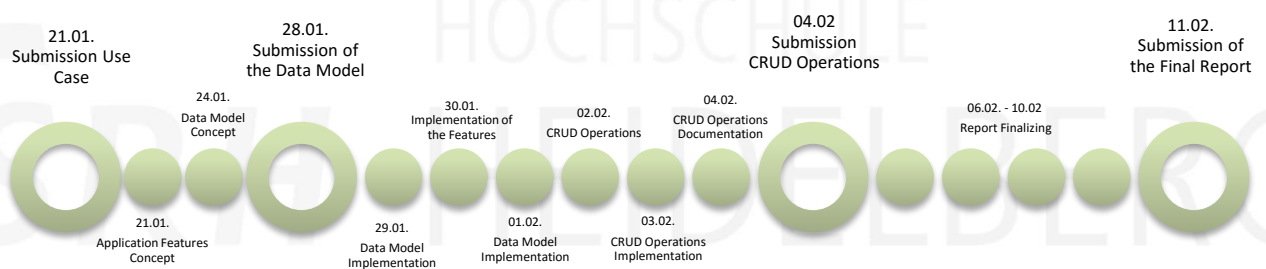 21.01.
Submission Use
Case
28.01.
Submission of
the Data Model
04.02
Submission
CRUD Operations
11.02.
Submission of
the Final Report
24.01.
Data Model
Concept
30.01.
Implementation of
the Features
02.02.
CRUD Operations
04.02.
CRUD Operations
Documentation
06.02. - 10.02
Report Finalizing
21.01.
Application Features
Concept
29.01.
Data Model
Implementation
01.02.
Data Model
Implementation
03.02.
CRUD Operations
Implementation
HOCHSCHULE
HEIDELBERG